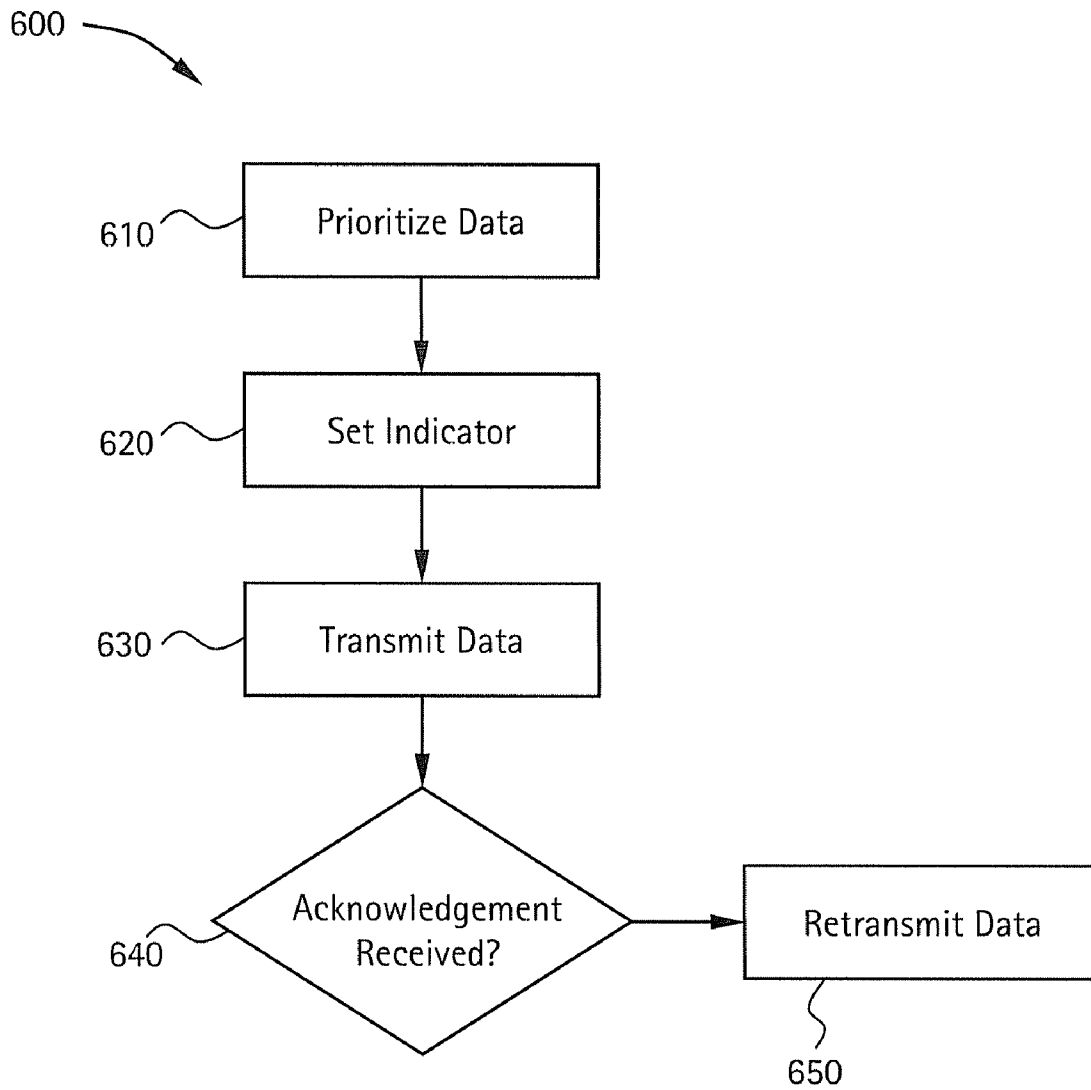 600
Prioritize Data
610
Set Indicator
620
Transmit Data
630
Acknowledgement
Received?
640
Retransmit Data
650